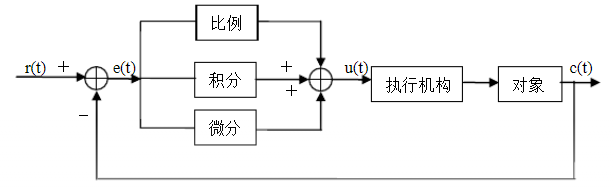 比例
r(t) + e(t) 积分 + u(t) 执行机构 对象 c(t)
+
−
微分